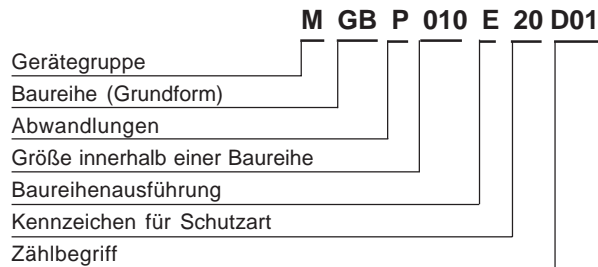 M GB P 010 E 20 D01
Gerätegruppe
Baureihe (Grundform)
Abwandlungen
Größe innerhalb einer Baureihe
Baureihenausführung
Kennzeichen für Schutzart
Zählbegriff